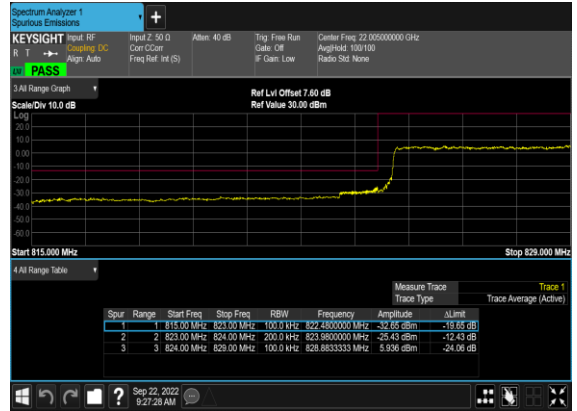 Spectrum Analyzer 1
Spurious Emissions
+
KEYSIGHT Input: RF Input Z: 50 Ω Atten: 40 dB Trig: Free Run Center Freq: 22.005000000 GHz
R T Coupling: DC Corr CCorr Gate: Off Avg|Hold: 100/100
Align: Auto Freq Ref: Int (S) IF Gain: Low Radio Std: None
PASS
3 All Range Graph
Ref Lvl Offset 7.60 dB
Scale/Div 10.0 dB Ref Value 30.00 dBm
Log
20.0
10.0
0.00
-10.0
-20.0
-30.0
-40.0
-50.0
-60.0
Start 815.000 MHz Stop 829.000 MHz
4 All Range Table
Measure Trace Trace 1
Trace Type Trace Average (Active)
Spur Range Start Freq Stop Freq RBW Frequency Amplitude ΔLimit
1 1 815.00 MHz 823.00 MHz 100.0 kHz 822.4800000 MHz -32.65 dBm -19.65 dB
2 2 823.00 MHz 824.00 MHz 200.0 kHz 823.9800000 MHz -25.43 dBm -12.43 dB
3 3 824.00 MHz 829.00 MHz 100.0 kHz 828.8833333 MHz 5.936 dBm -24.06 dB
? Sep 22, 2022
9:27:28 AM